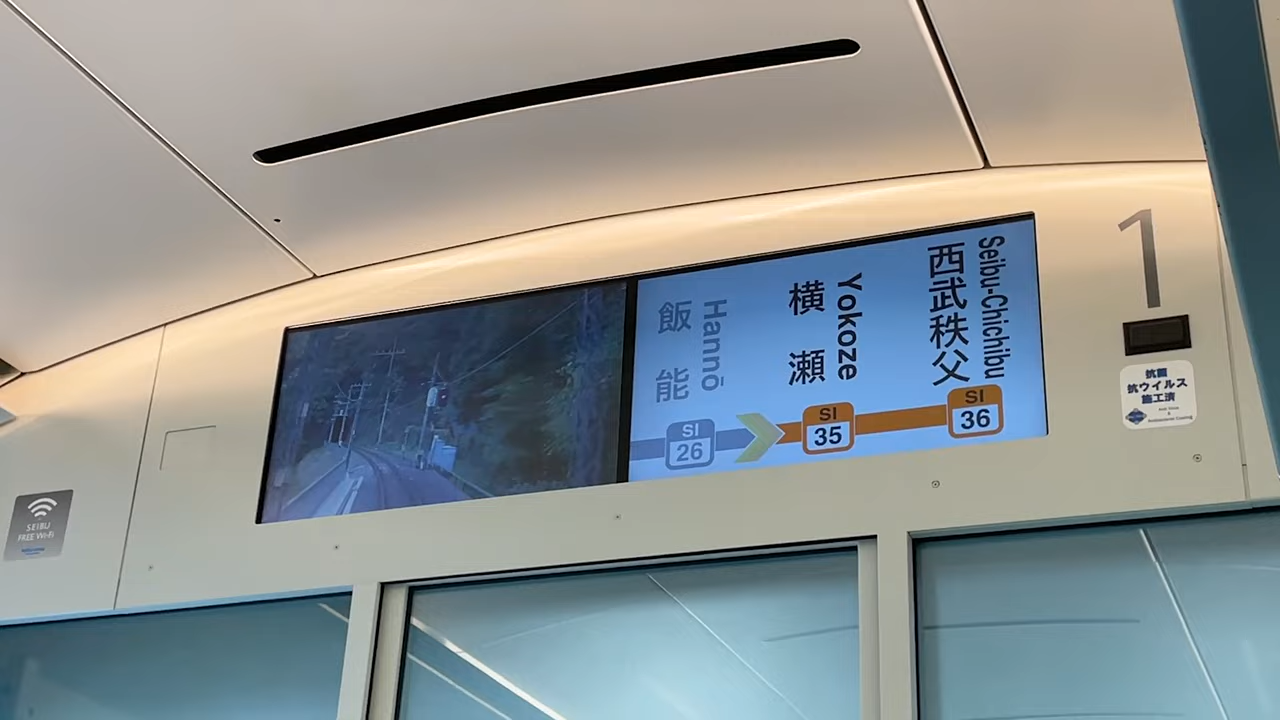 飯能
Hannō
SI
26
横瀬
Yokoze
SI
35
西武秩父
Seibu-Chichibu
SI
36
1
抗菌
抗ウイルス
施工済
SEIBU
FREE Wi-Fi